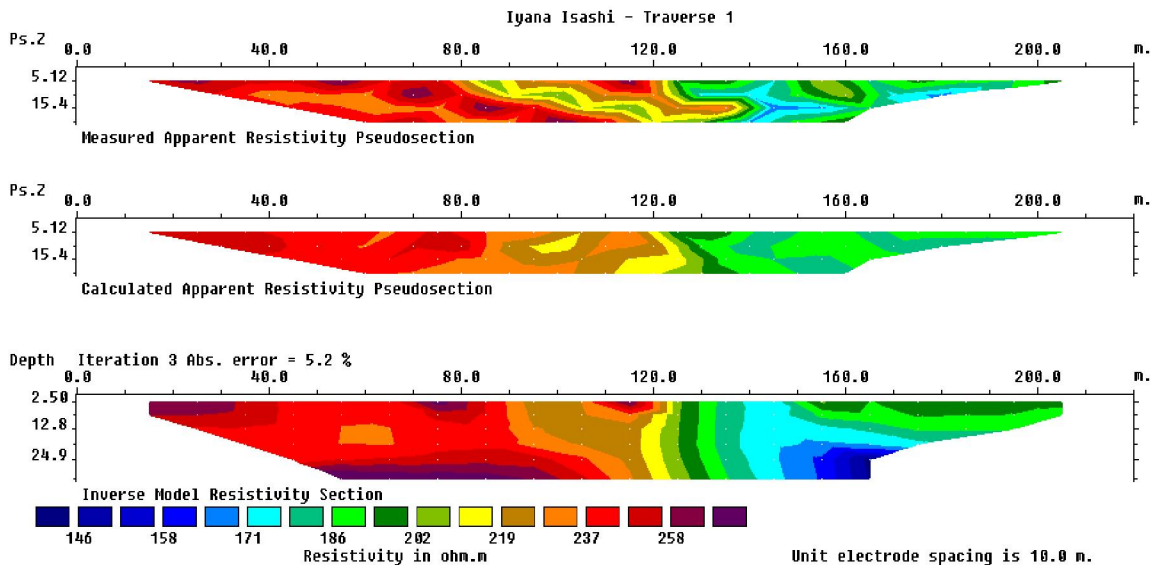 Iyana Isashi - Traverse 1
Ps.Z 0.0 40.0 80.0 120.0 160.0 200.0 m.
5.12
15.4
Measured Apparent Resistivity Pseudosection
Ps.Z 0.0 40.0 80.0 120.0 160.0 200.0 m.
5.12
15.4
Calculated Apparent Resistivity Pseudosection
Depth Iteration 3 Abs. error = 5.2 %
0.0 40.0 80.0 120.0 160.0 200.0 m.
2.50
12.8
24.9
Inverse Model Resistivity Section
146 158 171 186 202 219 237 258
Resistivity in ohm.m Unit electrode spacing is 10.0 m.